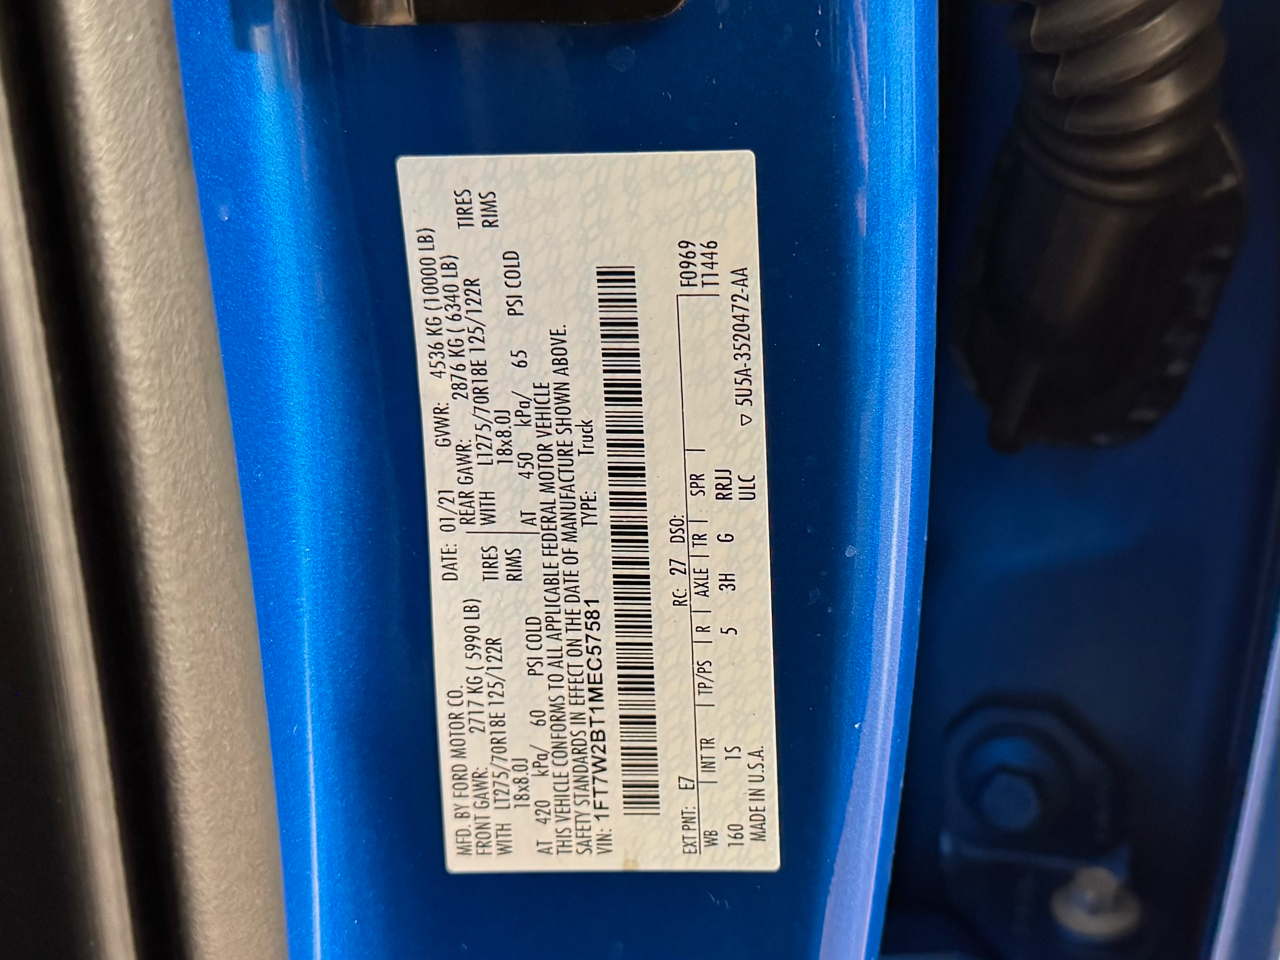 MFD. BY FORD MOTOR CO.
DATE: 01/21 GVWR: 4536 KG (10000 LB)
FRONT GAWR: 2717 KG ( 5990 LB)
REAR GAWR: 2876 KG ( 6340 LB)
WITH LT275/70R18E 125/122R TIRES
WITH LT275/70R18E 125/122R TIRES
18x8.0J RIMS
18x8.0J RIMS
AT 420 kPa/ 60 PSI COLD
AT 450 kPa/ 65 PSI COLD
THIS VEHICLE CONFORMS TO ALL APPLICABLE FEDERAL MOTOR VEHICLE
SAFETY STANDARDS IN EFFECT ON THE DATE OF MANUFACTURE SHOWN ABOVE.
VIN: 1FT7W2BT1MEC57581 TYPE: Truck
EXT PNT: E7 RC: 27 DSO: F0969
WB INT TR TP/PS R AXLE TR SPR T1446
160 1S 5 3H G RRJJ
ULC
MADE IN U.S.A. ▽ 5U5A-3520472-AA